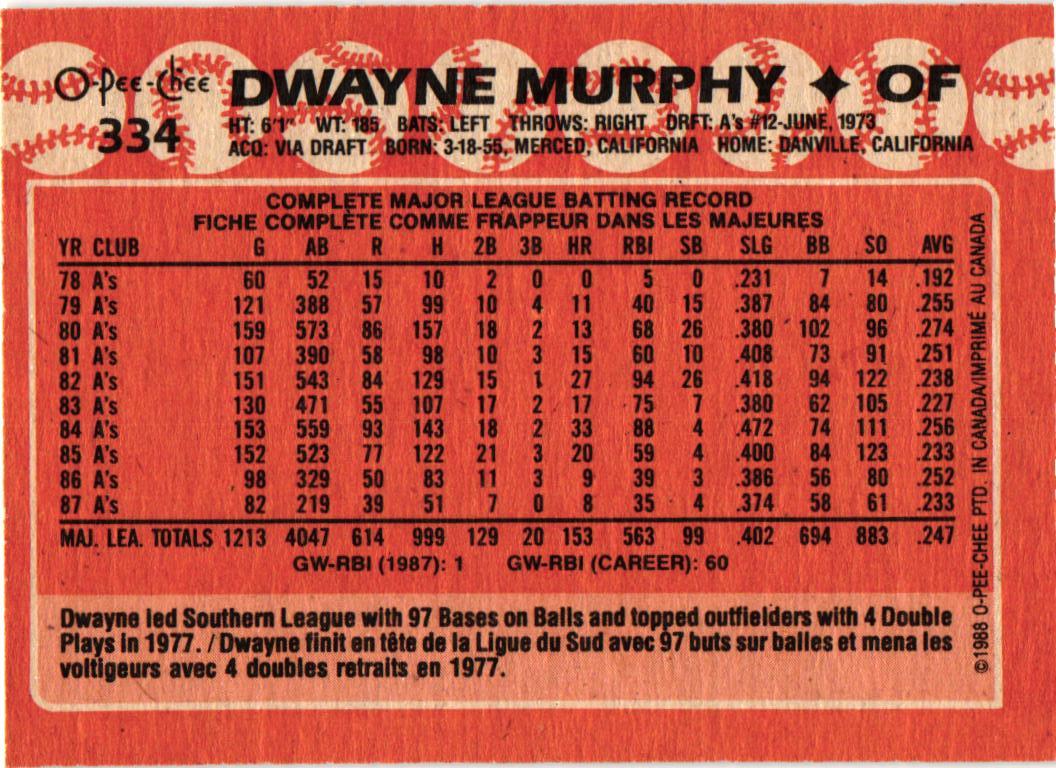 O-Pee-Chee DWAYNE MURPHY ✦ OF
334
HT: 6'1" WT: 185 BATS: LEFT THROWS: RIGHT DRFT: A's #12-JUNE, 1973
ACQ: VIA DRAFT BORN: 3-18-55, MERCED, CALIFORNIA HOME: DANVILLE, CALIFORNIA
COMPLETE MAJOR LEAGUE BATTING RECORD
FICHE COMPLÈTE COMME FRAPPEUR DANS LES MAJEURES
YR CLUB G AB R H 2B 3B HR RBI SB SLG BB SO AVG
78 A's 60 52 15 10 2 0 0 5 0 .231 7 14 .192
79 A's 121 388 57 99 10 4 11 40 15 .387 84 80 .255
80 A's 159 573 86 157 18 2 13 68 26 .380 102 96 .274
81 A's 107 390 58 98 10 3 15 60 10 .408 73 91 .251
82 A's 151 543 84 129 15 1 27 94 26 .418 94 122 .238
83 A's 130 471 55 107 17 2 17 75 7 .380 62 105 .227
84 A's 153 559 93 143 18 2 33 88 4 .472 74 111 .256
85 A's 152 523 77 122 21 3 20 59 4 .400 84 123 .233
86 A's 98 329 50 83 11 3 9 39 3 .386 56 80 .252
87 A's 82 219 39 51 7 0 8 35 4 .374 58 61 .233
MAJ. LEA. TOTALS 1213 4047 614 999 129 20 153 563 99 .402 694 883 .247
GW-RBI (1987): 1 GW-RBI (CAREER): 60
Dwayne led Southern League with 97 Bases on Balls and topped outfielders with 4 Double
Plays in 1977. / Dwayne finit en tête de la Ligue du Sud avec 97 buts sur balles et mena les
voltigeurs avec 4 doubles retraits en 1977.
©1988 O-PEE-CHEE PTD. IN CANADA/IMPRIMÉ AU CANADA